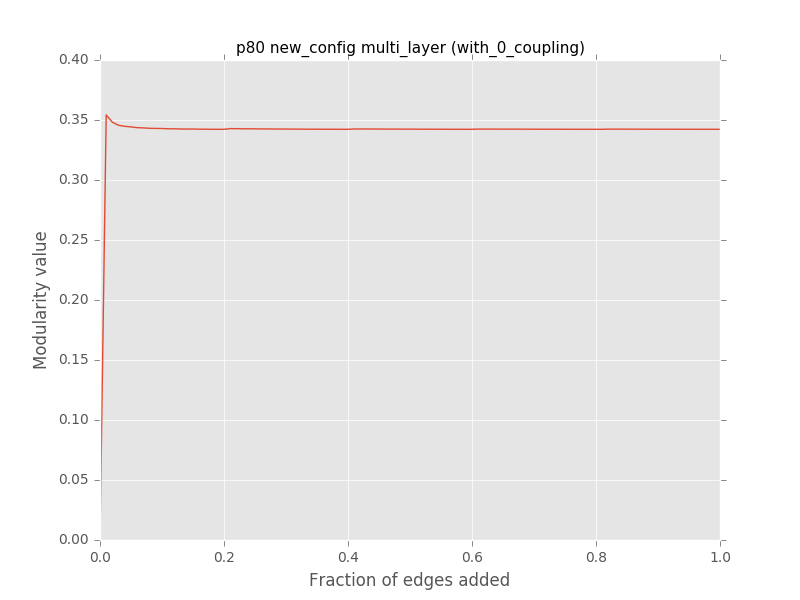 p80 new_config multi_layer (with_0_coupling)
0.40
0.35
0.30
0.25
0.20
0.15
0.10
0.05
0.00
Modularity value
0.0 0.2 0.4 0.6 0.8 1.0
Fraction of edges added